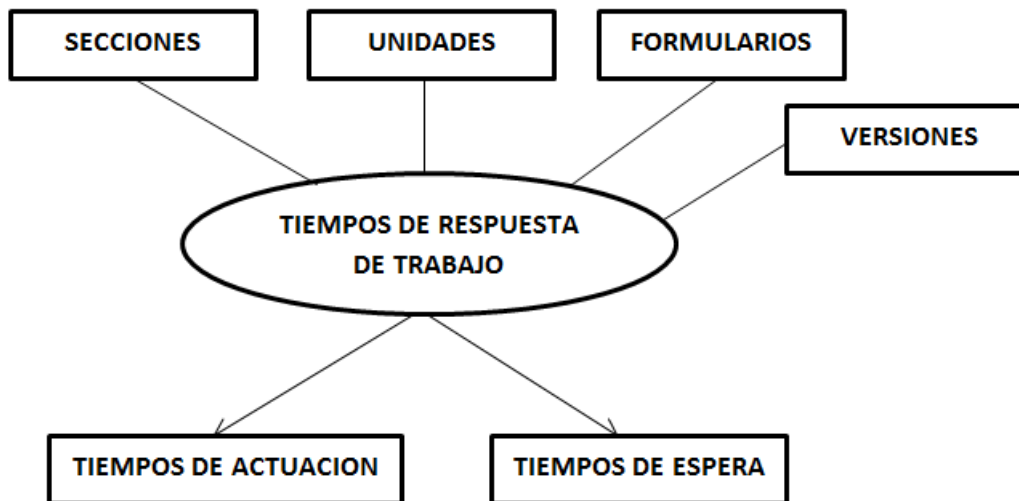 SECCIONES
UNIDADES
FORMULARIOS
VERSIONES
TIEMPOS DE RESPUESTA
DE TRABAJO
TIEMPOS DE ACTUACION
TIEMPOS DE ESPERA